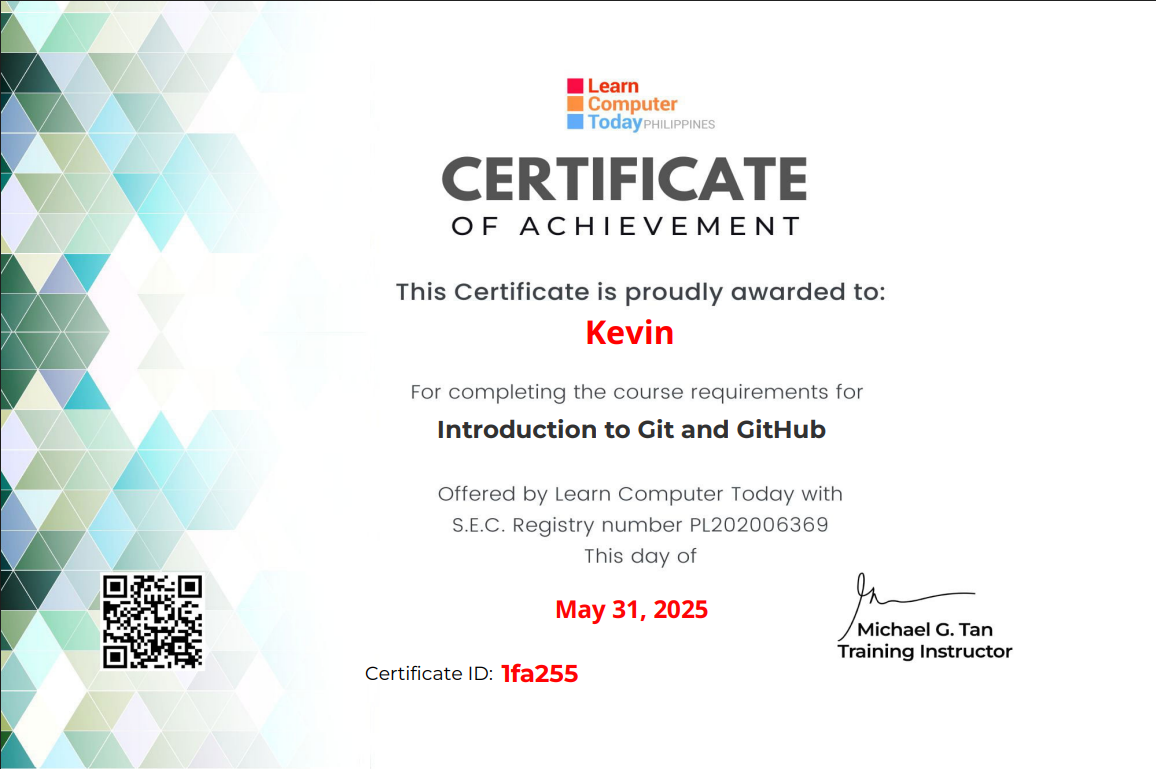 Learn
Computer
Today PHILIPPINES
CERTIFICATE
OF ACHIEVEMENT
This Certificate is proudly awarded to:
Kevin
For completing the course requirements for
Introduction to Git and GitHub
Offered by Learn Computer Today with
S.E.C. Registry number PL202006369
This day of
May 31, 2025
Michael G. Tan
Training Instructor
Certificate ID: 1fa255